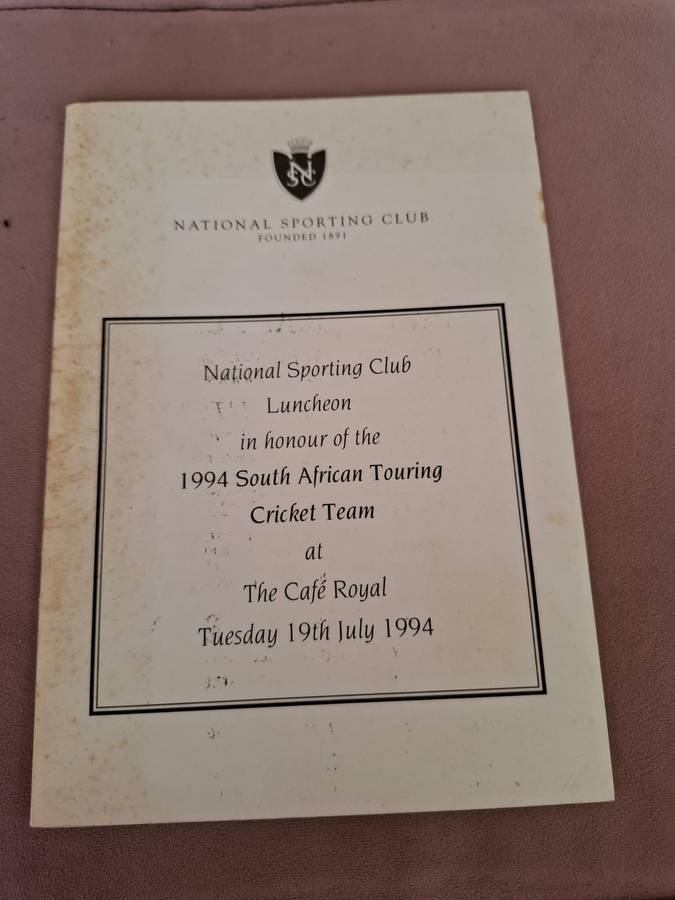 NSC
NATIONAL SPORTING CLUB
FOUNDED 1891
National Sporting Club
Luncheon
in honour of the
1994 South African Touring
Cricket Team
at
The Café Royal
Tuesday 19th July 1994